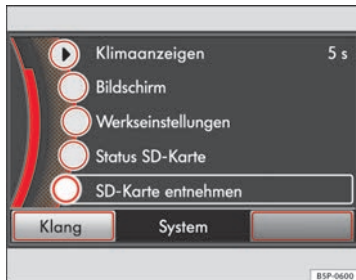 Klimaanzeigen 5 s
Bildschirm
Werkseinstellungen
Status SD-Karte
SD-Karte entnehmen
Klang System
B5P-0600